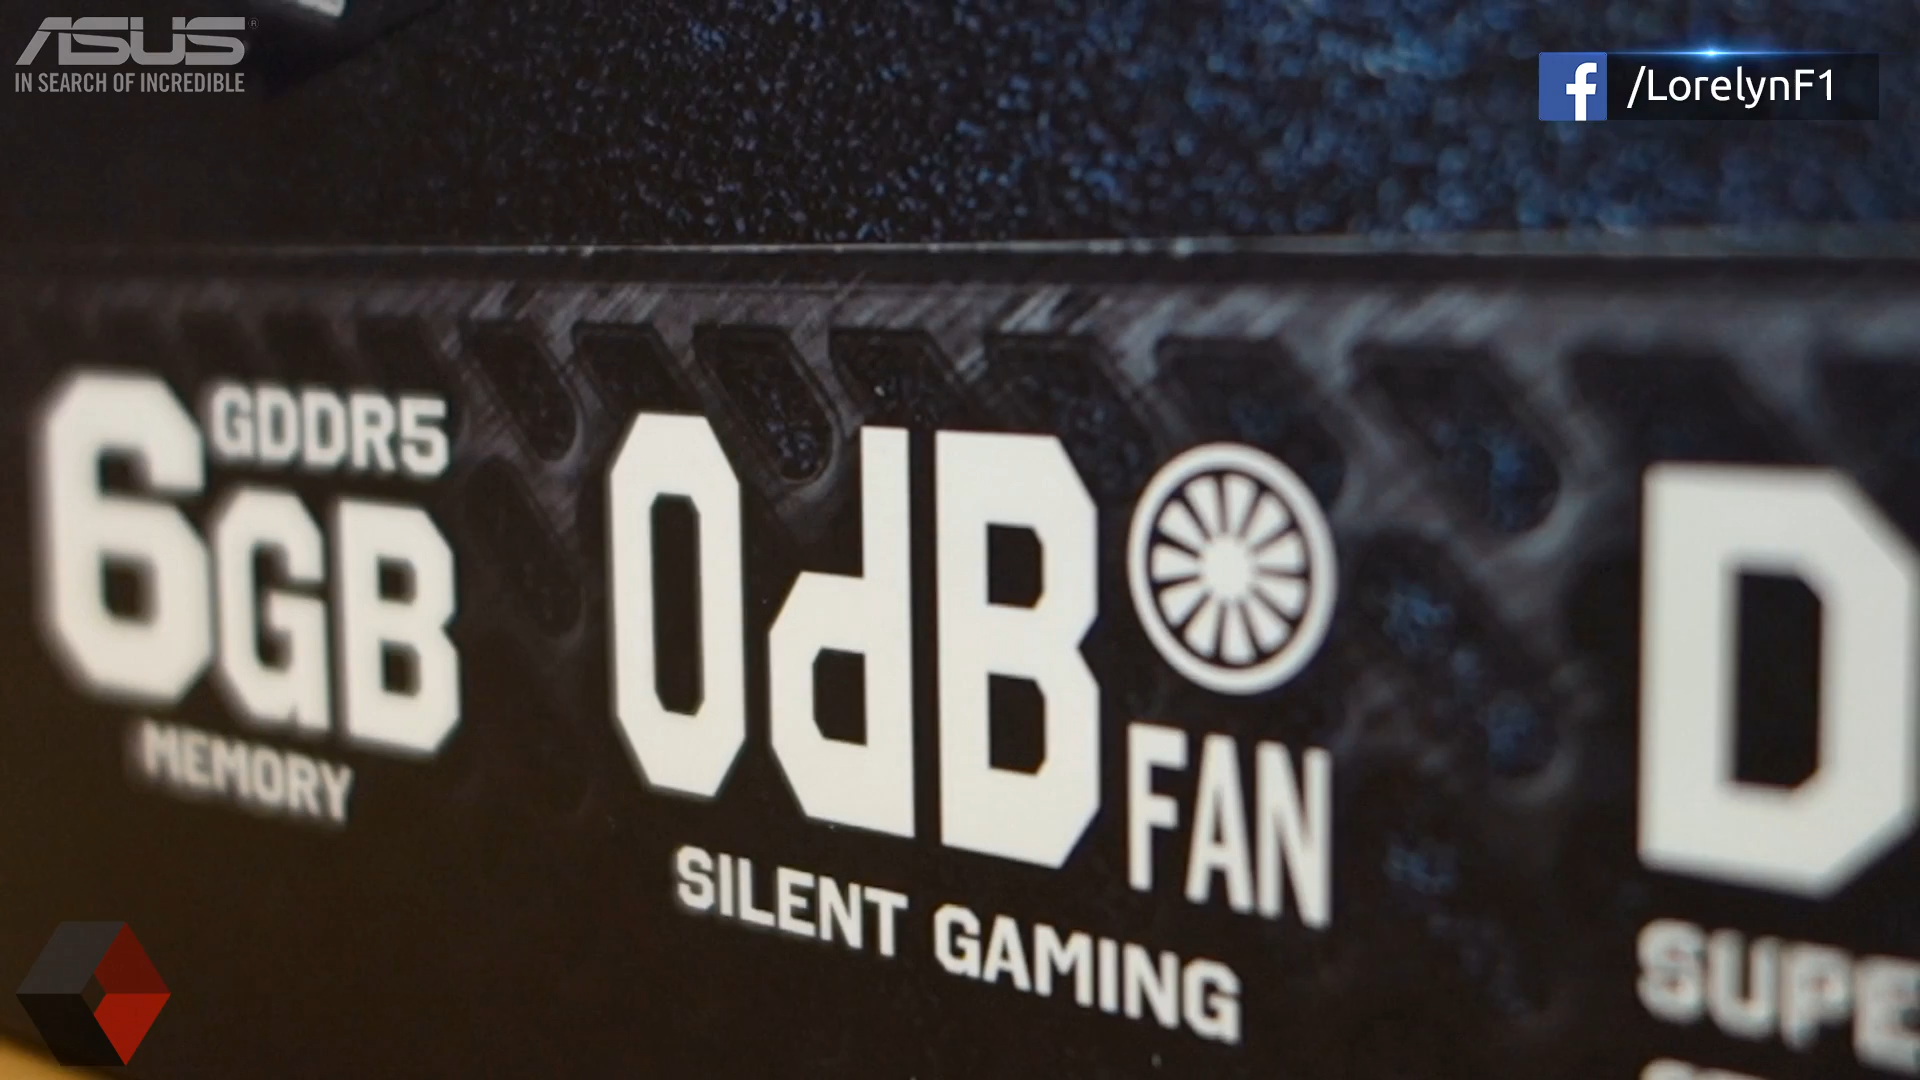 ASUS
IN SEARCH OF INCREDIBLE
/LorelynF1
GDDR5
6GB
MEMORY
0dB
FAN
SILENT GAMING